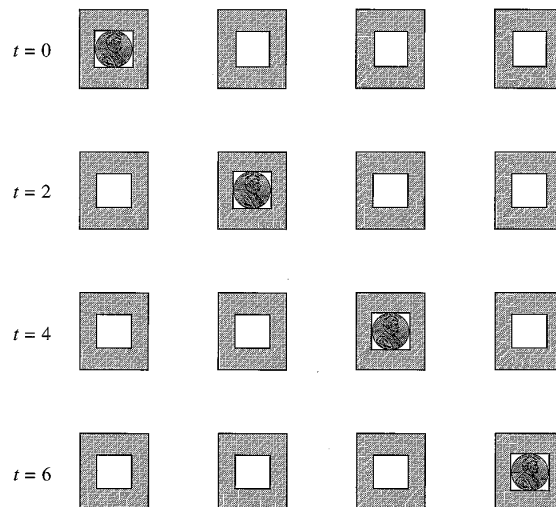 t = 0
t = 2
t = 4
t = 6